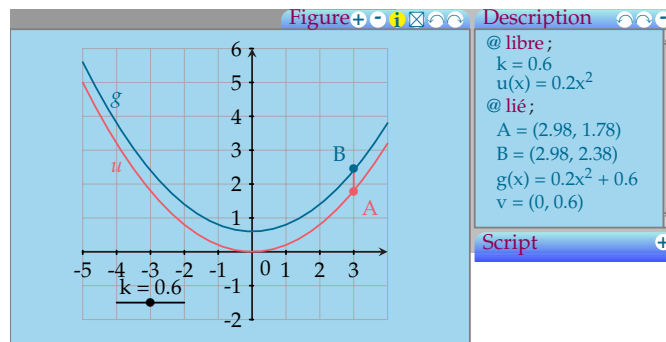 Figure
6
5
g
4
u
3
B
2
A
1
-5 -4 -3 -2 -1 0 1 2 3
k = 0.6
-1
-2
Description
@ libre ;
k = 0.6
u(x) = 0.2x²
@ lié ;
A = (2.98, 1.78)
B = (2.98, 2.38)
g(x) = 0.2x² + 0.6
v = (0, 0.6)
Script